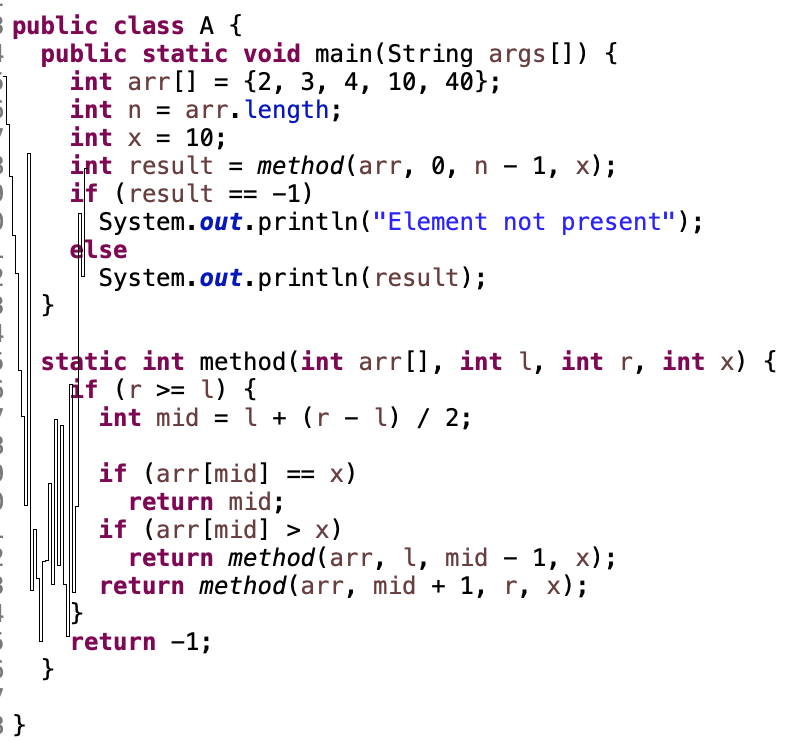 public class A {
public static void main(String args[]) {
int arr[] = {2, 3, 4, 10, 40};
int n = arr.length;
int x = 10;
int result = method(arr, 0, n - 1, x);
if (result == -1)
System.out.println("Element not present");
else
System.out.println(result);
}
static int method(int arr[], int l, int r, int x) {
if (r >= l) {
int mid = l + (r - l) / 2;
if (arr[mid] == x)
return mid;
if (arr[mid] > x)
return method(arr, l, mid - 1, x);
return method(arr, mid + 1, r, x);
}
return -1;
}
}